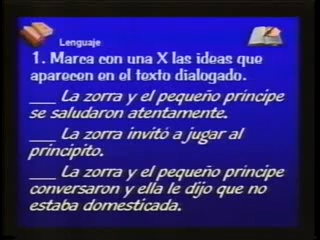 Lenguaje
1. Marca con una X las ideas que
aparecen en el texto dialogado.
___ La zorra y el pequeño príncipe
se saludaron atentamente.
___ La zorra invitó a jugar al
principito.
___ La zorra y el pequeño príncipe
conversaron y ella le dijo que no
estaba domesticada.